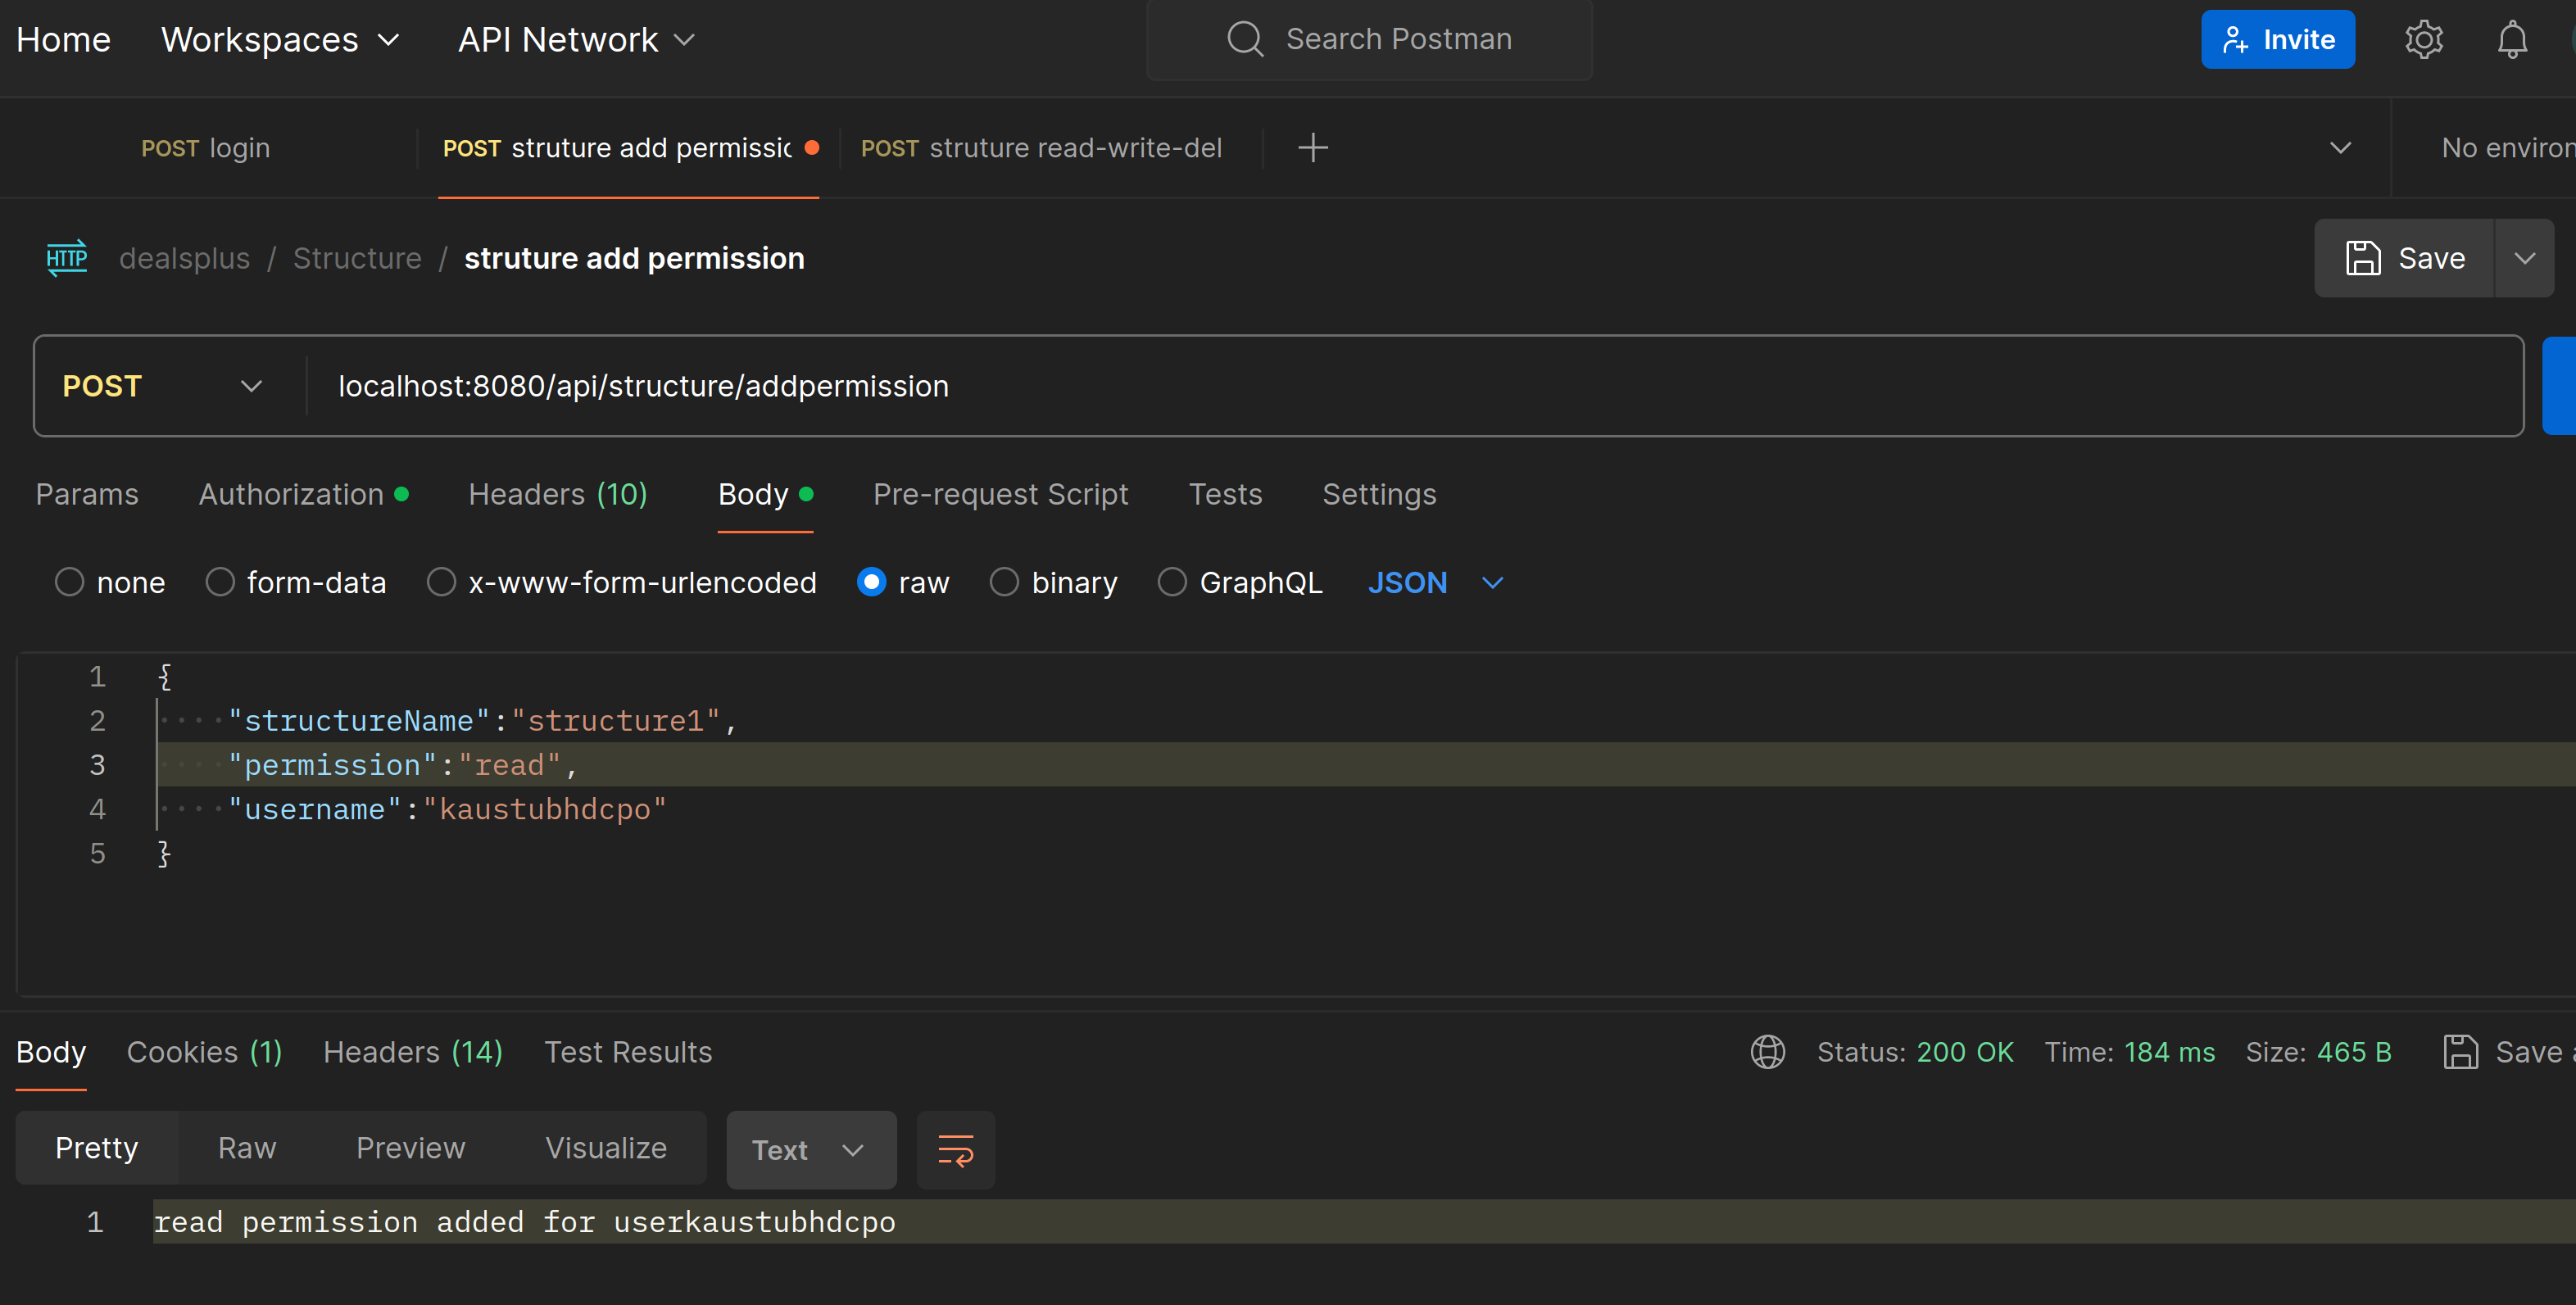 Home Workspaces API Network Search Postman Invite
POST login POST struture add permissic POST struture read-write-del No environ
HTTP dealsplus / Structure / struture add permission Save
POST localhost:8080/api/structure/addpermission
Params Authorization Headers (10) Body Pre-request Script Tests Settings
none form-data x-www-form-urlencoded raw binary GraphQL JSON
1 {
2 ····"structureName":"structure1",
3 ····"permission":"read",
4 ····"username":"kaustubhdcpo"
5 }
Body Cookies (1) Headers (14) Test Results Status: 200 OK Time: 184 ms Size: 465 B Save a
Pretty Raw Preview Visualize Text
1 read permission added for userkaustubhdcpo